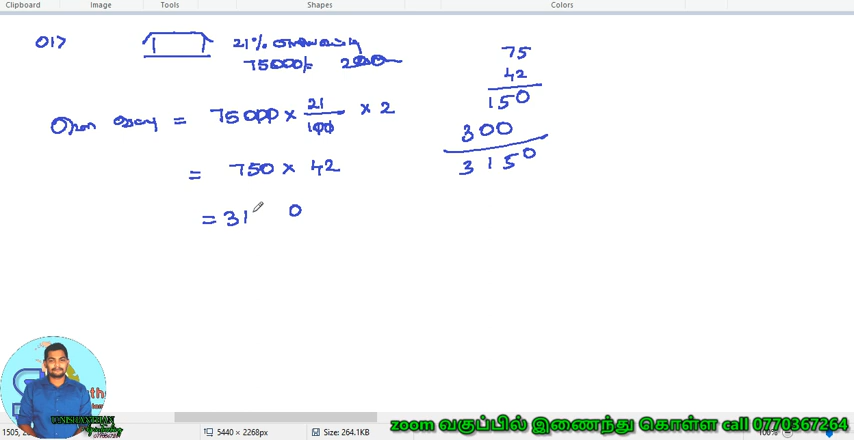 Clipboard
Image
Tools
Shapes
Colors
017
21%
75000/-
= 75000 × 21/100 × 2
= 750 × 42
= 31 0
75
42
150
300
3150
5440 × 2268px
Size: 264.1KB
100%
zoom வகுப்பில் இணைந்து கொள்ள call 0770367264